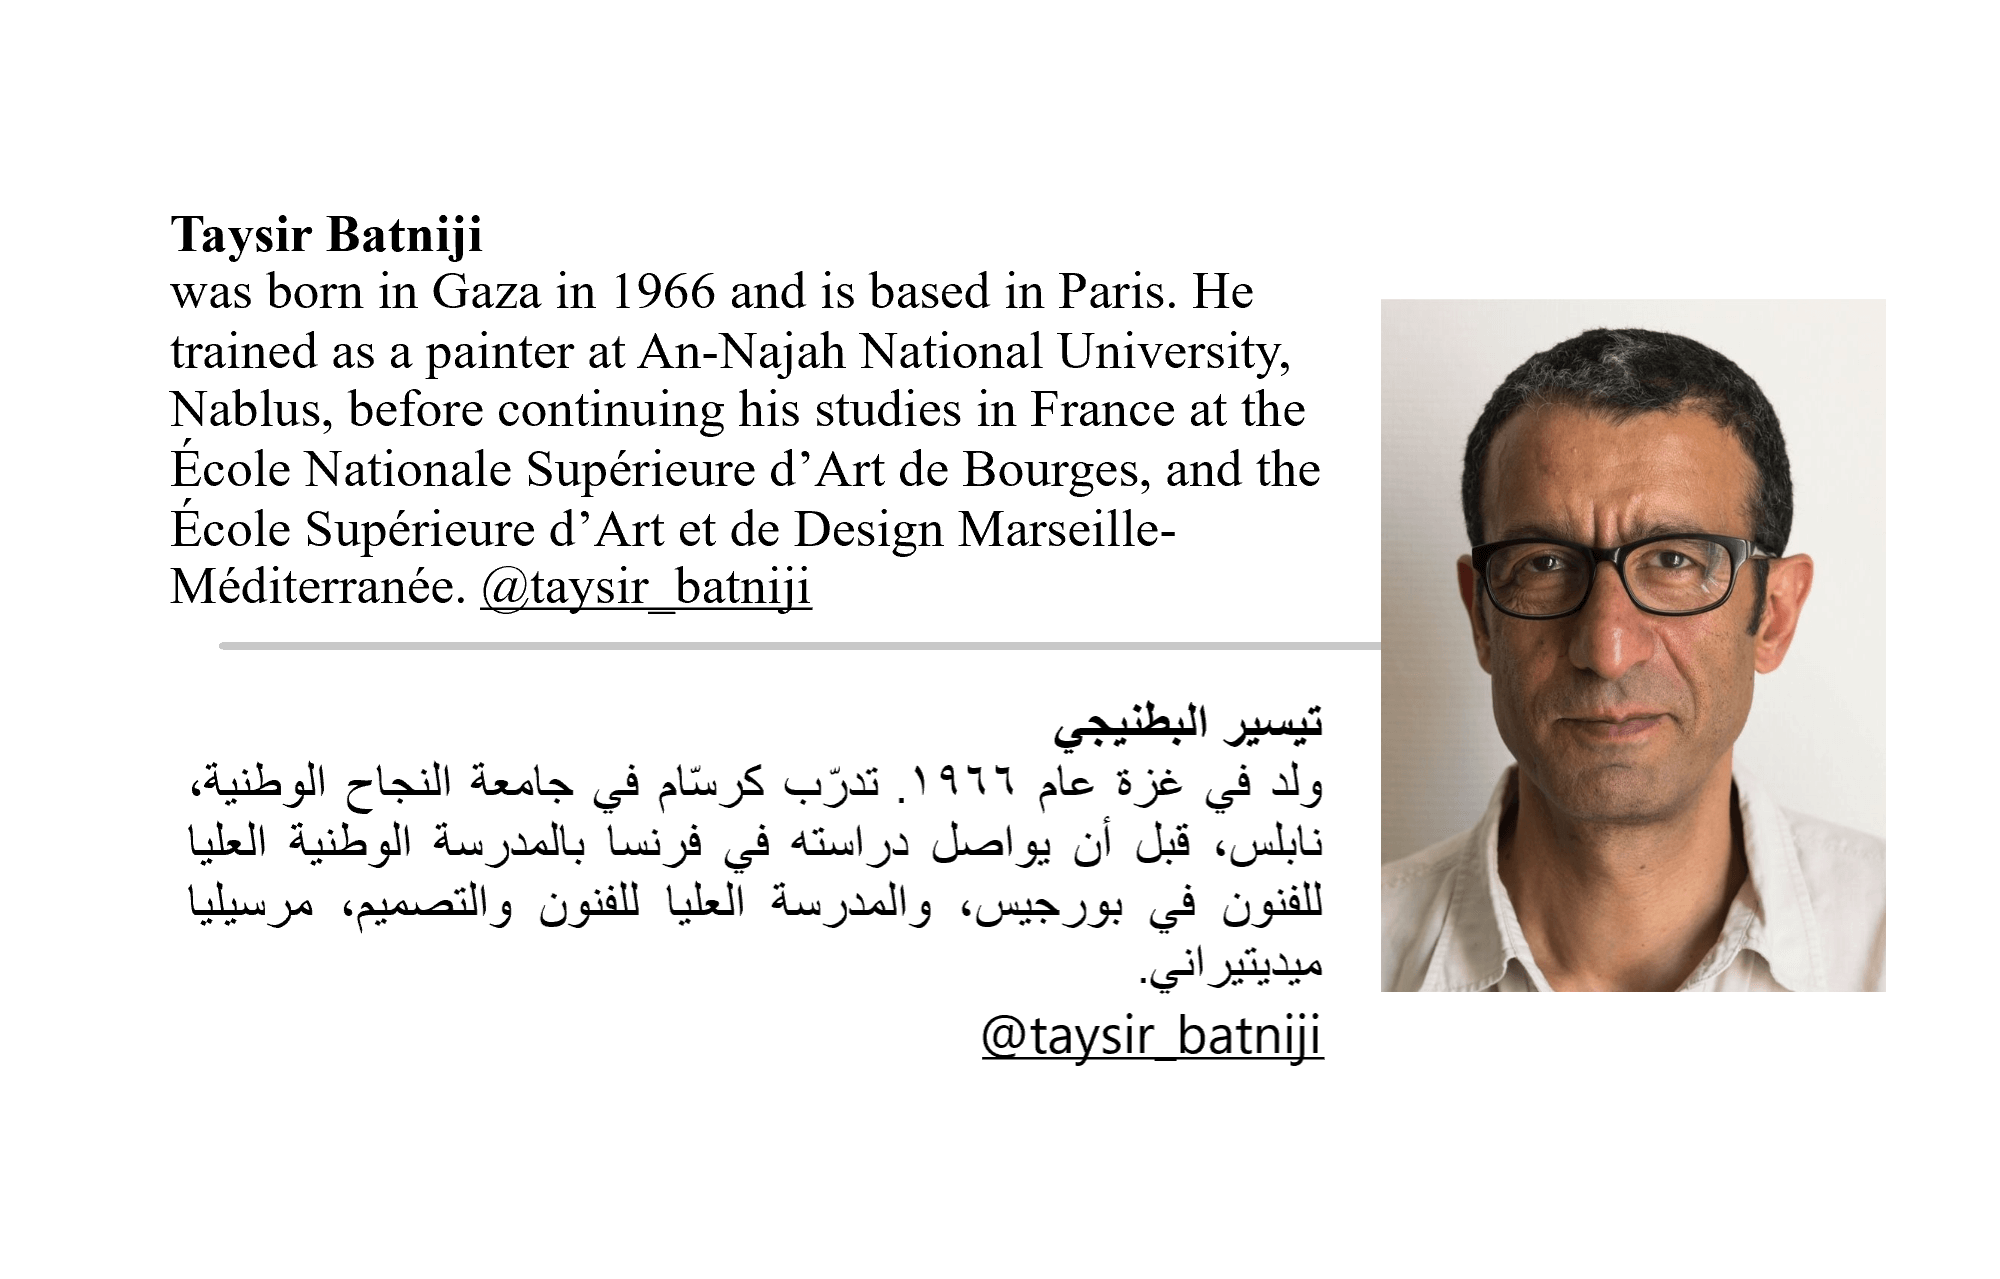 Taysir Batniji
was born in Gaza in 1966 and is based in Paris. He
trained as a painter at An-Najah National University,
Nablus, before continuing his studies in France at the
École Nationale Supérieure d’Art de Bourges, and the
École Supérieure d’Art et de Design Marseille-
Méditerranée. @taysir_batniji
تيسير البطنيجي
ولد في غزة عام ١٩٦٦. تدرّب كرسّام في جامعة النجاح الوطنية،
نابلس، قبل أن يواصل دراسته في فرنسا بالمدرسة الوطنية العليا
للفنون في بورجيس، والمدرسة العليا للفنون والتصميم، مرسيليا
ميديتيراني.
@taysir_batniji